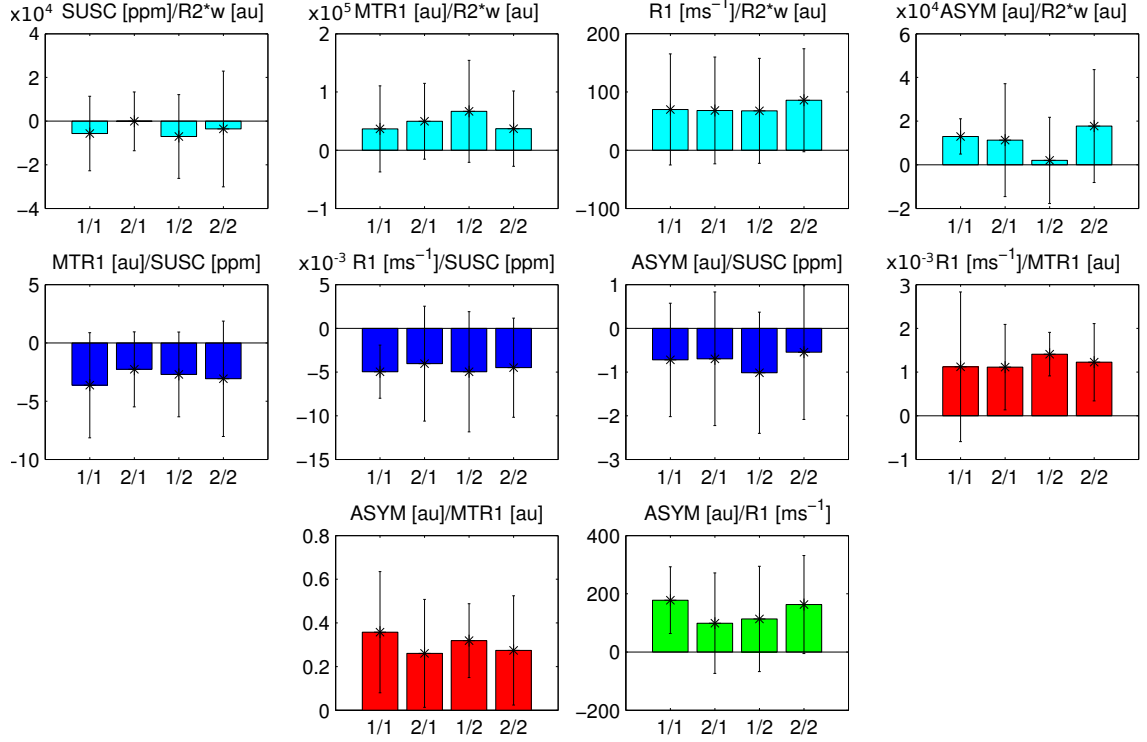 x10⁴ SUSC [ppm]/R2*w [au]
4
2
0
−2
−4
1/1 2/1 1/2 2/2
x10⁵ MTR1 [au]/R2*w [au]
2
1
0
−1
1/1 2/1 1/2 2/2
R1 [ms⁻¹]/R2*w [au]
200
100
0
−100
1/1 2/1 1/2 2/2
x10⁴ ASYM [au]/R2*w [au]
6
4
2
0
−2
1/1 2/1 1/2 2/2
MTR1 [au]/SUSC [ppm]
5
0
−5
-10
1/1 2/1 1/2 2/2
x10⁻³ R1 [ms⁻¹]/SUSC [ppm]
5
0
−5
−10
−15
1/1 2/1 1/2 2/2
ASYM [au]/SUSC [ppm]
1
0
−1
−2
−3
1/1 2/1 1/2 2/2
x10⁻³ R1 [ms⁻¹]/MTR1 [au]
3
2
1
0
−1
1/1 2/1 1/2 2/2
ASYM [au]/MTR1 [au]
0.8
0.6
0.4
0.2
0
1/1 2/1 1/2 2/2
ASYM [au]/R1 [ms⁻¹]
400
200
0
−200
1/1 2/1 1/2 2/2